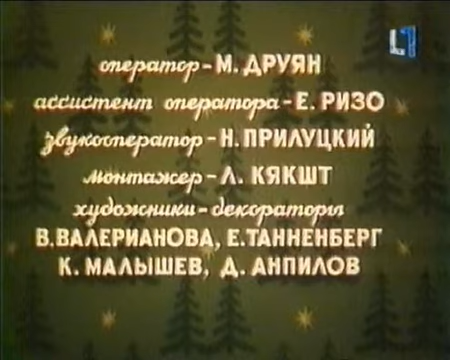 оператор - М. ДРУЯН
ассистент оператора - Е. РИЗО
звукооператор - Н. ПРИЛУЦКИЙ
монтажер - Л. КЯКШТ
художники - декораторы
В. ВАЛЕРИАНОВА, Е. ТАННЕНБЕРГ
К. МАЛЫШЕВ, Д. АНПИЛОВ